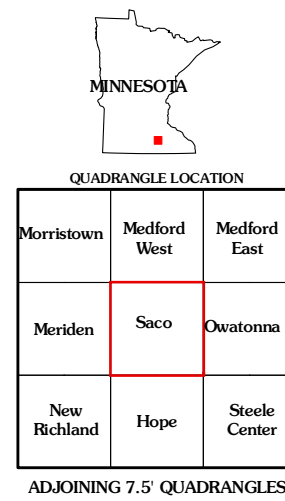 MINNESOTA
QUADRANGLE LOCATION
Morristown
Medford
West
Medford
East
Meriden
Saco
Owatonna
New
Richland
Hope
Steele
Center
ADJOINING 7.5' QUADRANGLES